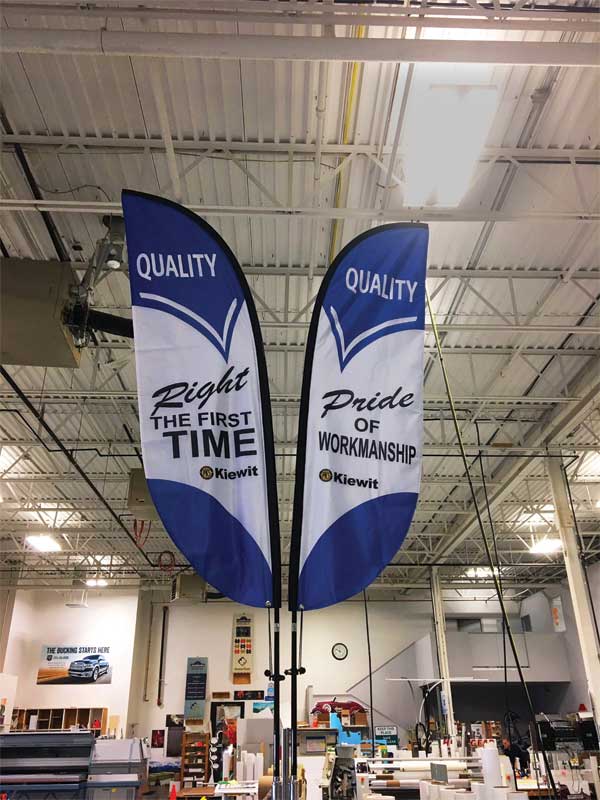 QUALITY
Right
THE FIRST
TIME
Kiewit
QUALITY
Pride
OF
WORKMANSHIP
Kiewit
THE BUCKING STARTS HERE